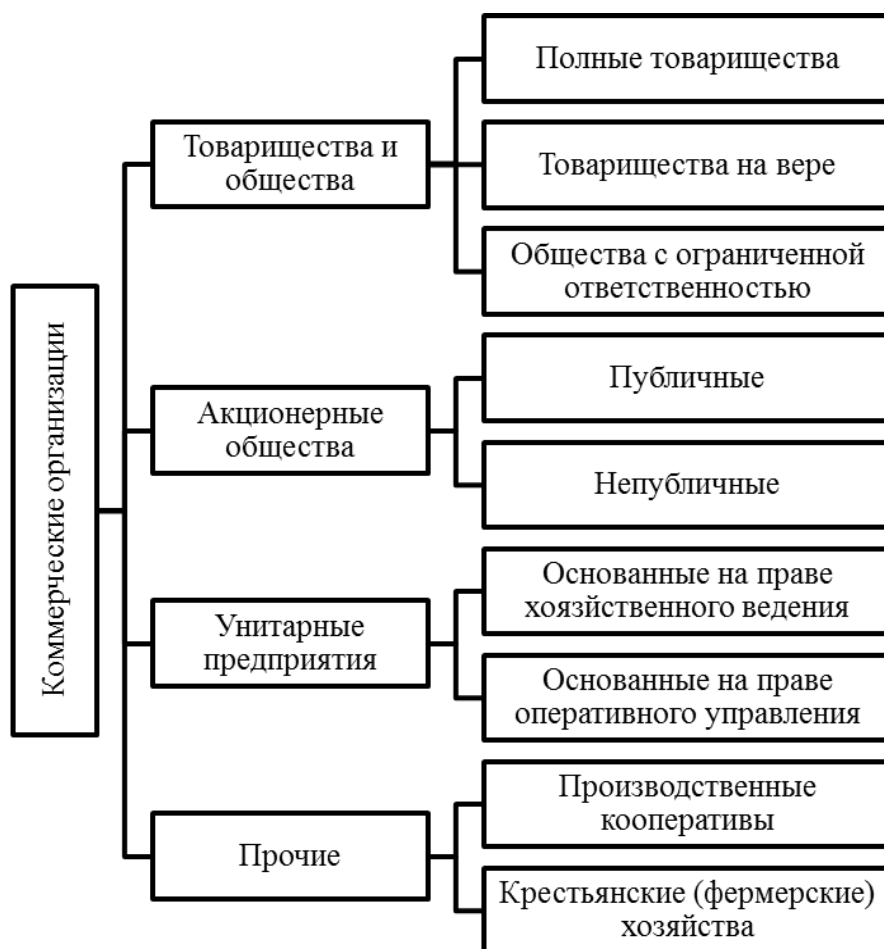 Коммерческие организации
Товарищества и
общества
Полные товарищества
Товарищества на вере
Общества с ограниченной
ответственностью
Акционерные
общества
Публичные
Непубличные
Унитарные
предприятия
Основанные на праве
хоязйственного ведения
Основанные на праве
оперативного управления
Прочие
Производственные
кооперативы
Крестьянские (фермерские)
хозяйства